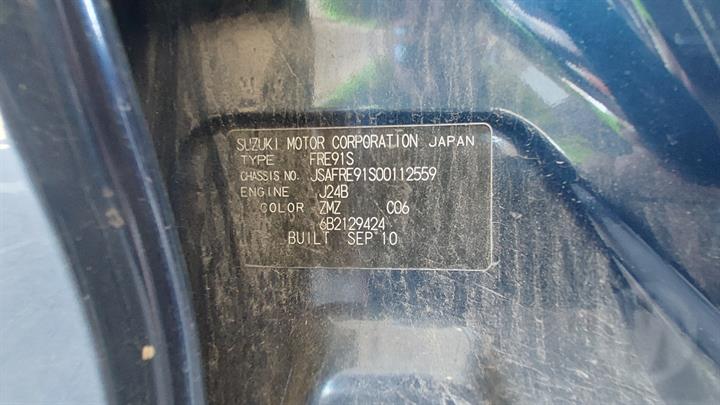 SUZUKI MOTOR CORPORATION JAPAN
TYPE FRE91S
CHASSIS NO. JSAFRE91S00112559
ENGINE J24B
COLOR ZMZ C06
6B2129424
BUILT SEP 10